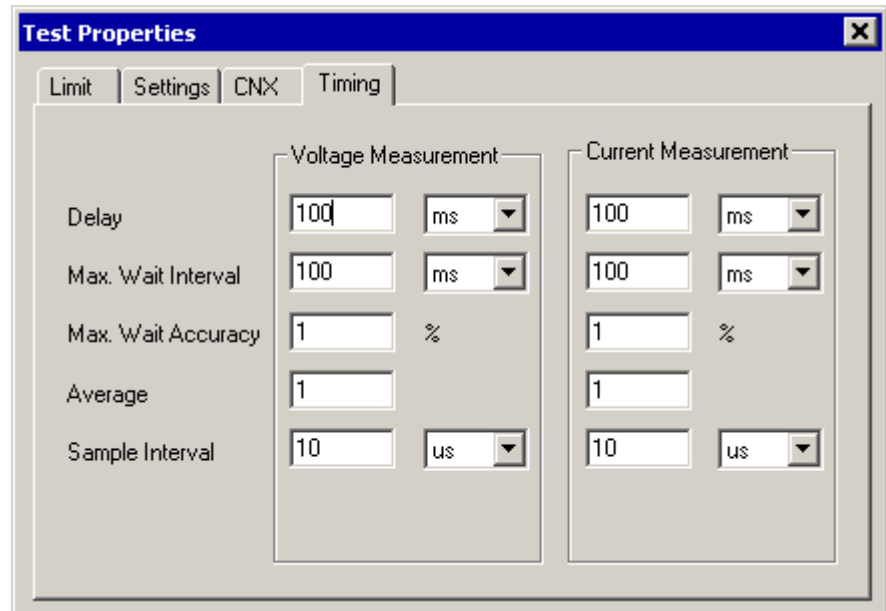 Test Properties
Limit Settings CNX Timing
Voltage Measurement Current Measurement
Delay 100 ms 100 ms
Max. Wait Interval 100 ms 100 ms
Max. Wait Accuracy 1 % 1 %
Average 1 1
Sample Interval 10 us 10 us